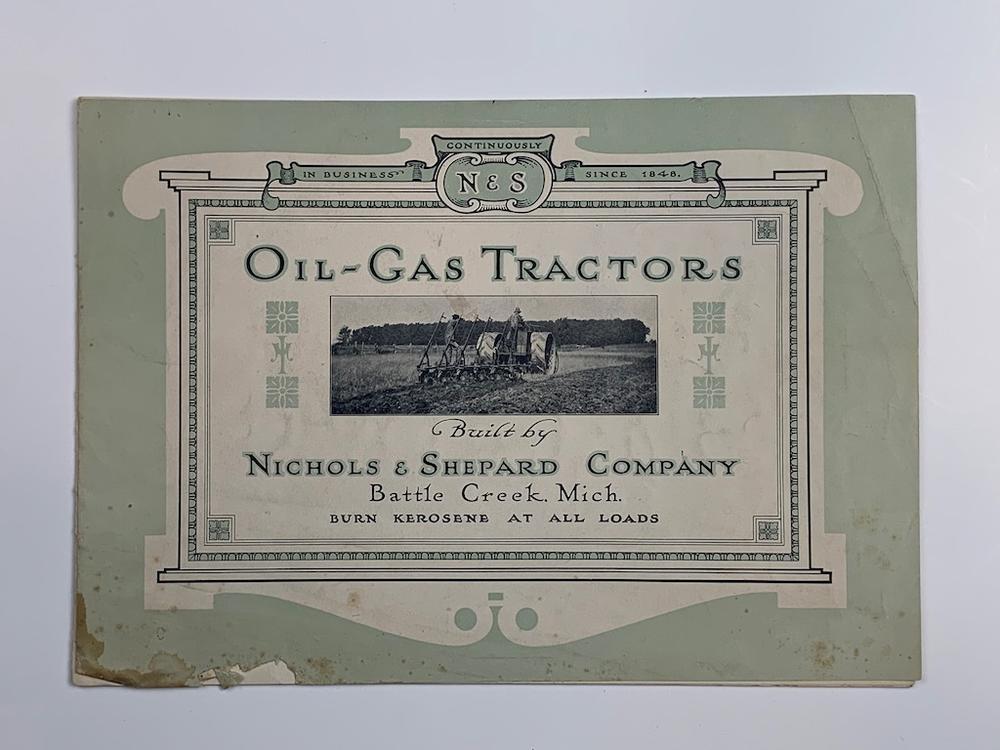 CONTINUOUSLY
IN BUSINESS
N & S
SINCE 1848.
OIL-GAS TRACTORS
Built by
NICHOLS & SHEPARD COMPANY
Battle Creek, Mich.
BURN KEROSENE AT ALL LOADS